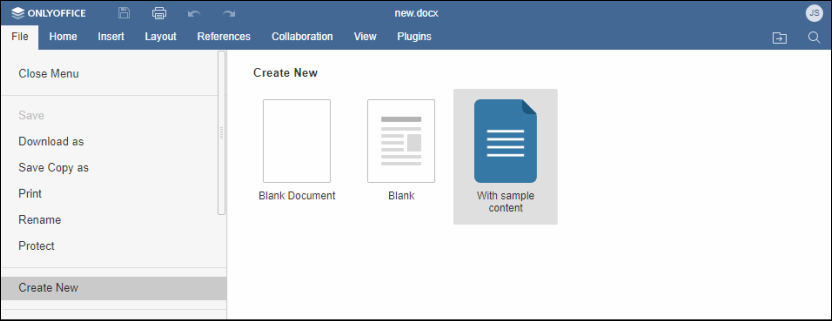 ONLYOFFICE new.docx JS
File Home Insert Layout References Collaboration View Plugins
Close Menu
Save
Download as
Save Copy as
Print
Rename
Protect
Create New
Create New
Blank Document
Blank
With sample
content